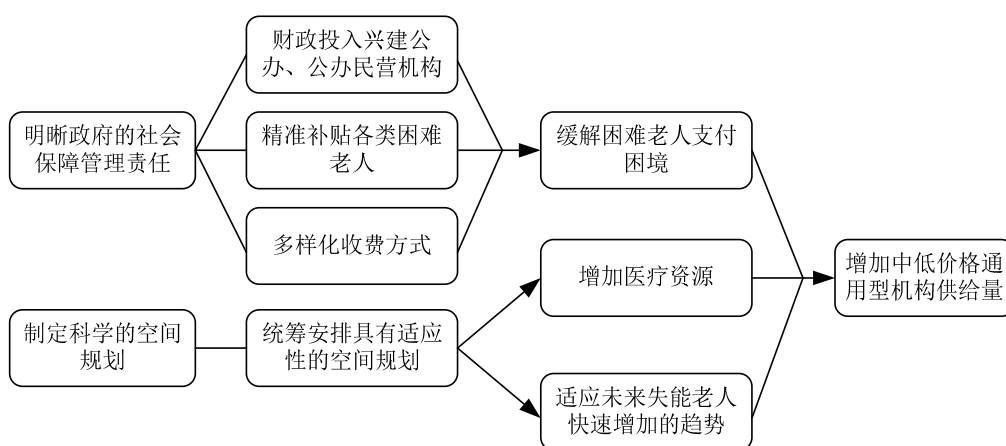 财政投入兴建公
办、公办民营机构
明晰政府的社会
保障管理责任
精准补贴各类困难
老人
缓解困难老人支付
困境
多样化收费方式
增加医疗资源
增加中低价格通
用型机构供给量
制定科学的空间
规划
统筹安排具有适应
性的空间规划
适应未来失能老人
快速增加的趋势